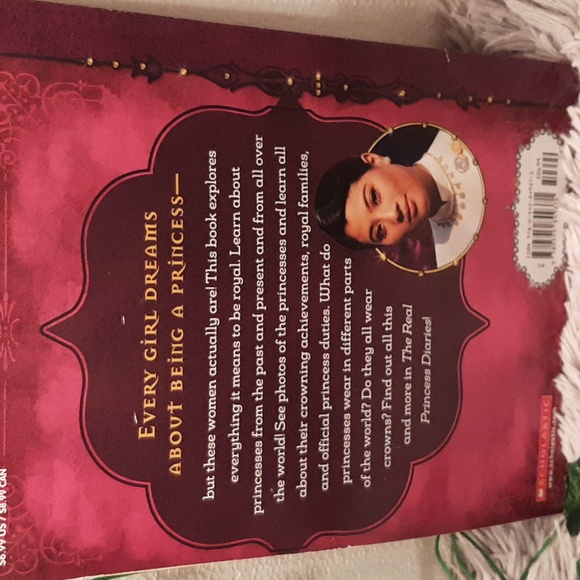 EVERY GIRL DREAMS
ABOUT BEING A PRINCESS—
but these women actually are! This book explores
everything it means to be royal. Learn about
princesses from the past and present and from all over
the world! See photos of the princesses and learn all
about their crowning achievements, royal families,
and official princess duties. What do
princesses wear in different parts
of the world? Do they all wear
crowns? Find out all this
and more in The Real
Princess Diaries!
$6.99 US / $8.99 CAN
SCHOLASTIC